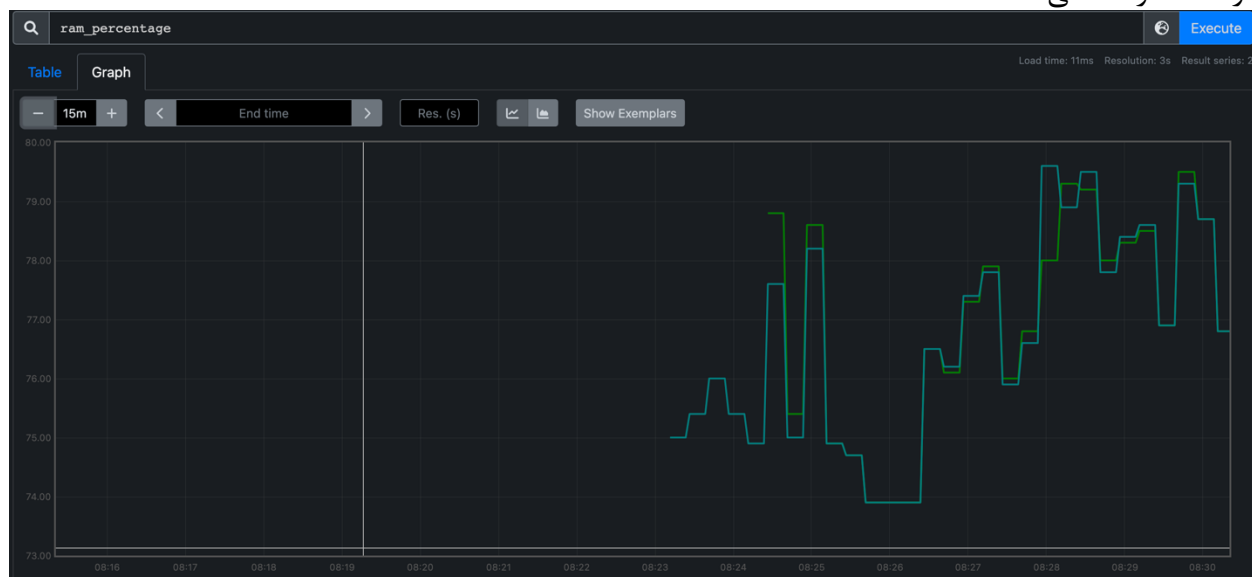 ram_percentage
Execute
Load time: 11ms Resolution: 3s Result series: 2
Table
Graph
− 15m + < End time > Res. (s) Show Exemplars
80.00
79.00
78.00
77.00
76.00
75.00
74.00
73.00
08:16 08:17 08:18 08:19 08:20 08:21 08:22 08:23 08:24 08:25 08:26 08:27 08:28 08:29 08:30